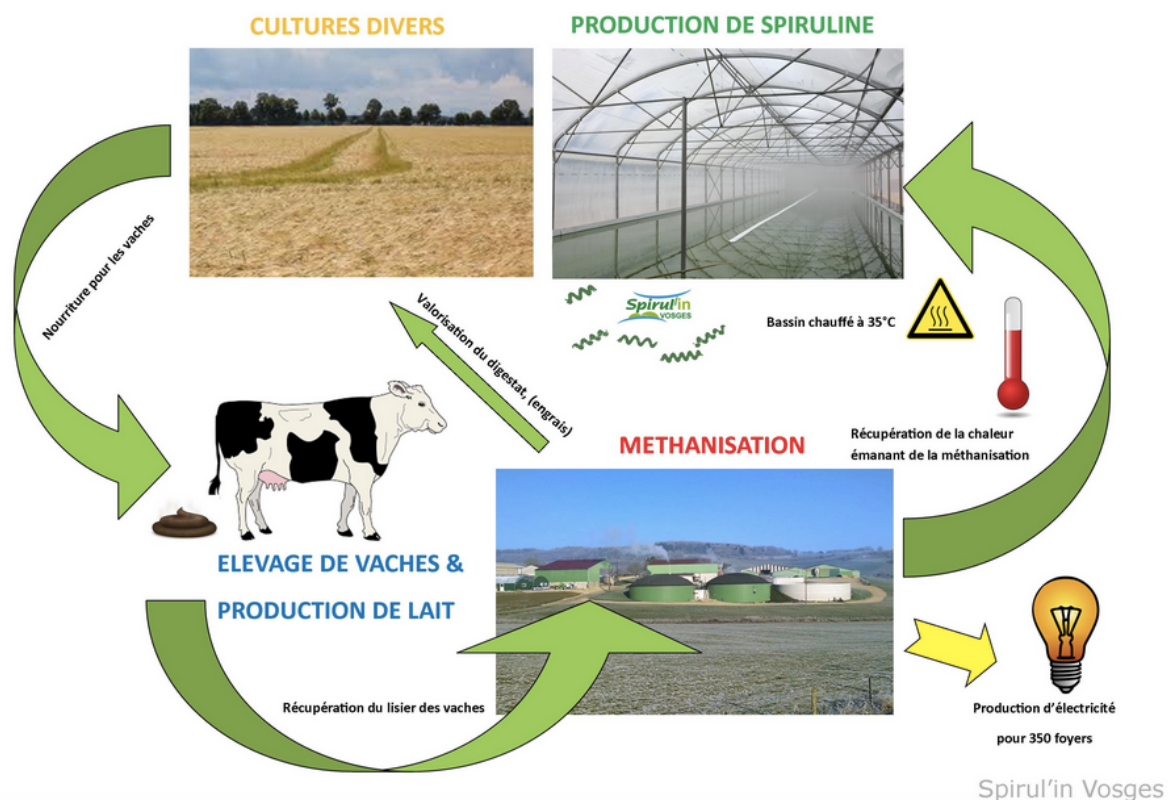 CULTURES DIVERS
PRODUCTION DE SPIRULINE
Nourriture pour les vaches
Valorisation du digestat, (engrais)
Spirul'in
VOSGES
Bassin chauffé à 35°C
METHANISATION
Récupération de la chaleur
émanant de la méthanisation
ELEVAGE DE VACHES &
PRODUCTION DE LAIT
Récupération du lisier des vaches
Production d'électricité
pour 350 foyers
Spirul'in Vosges